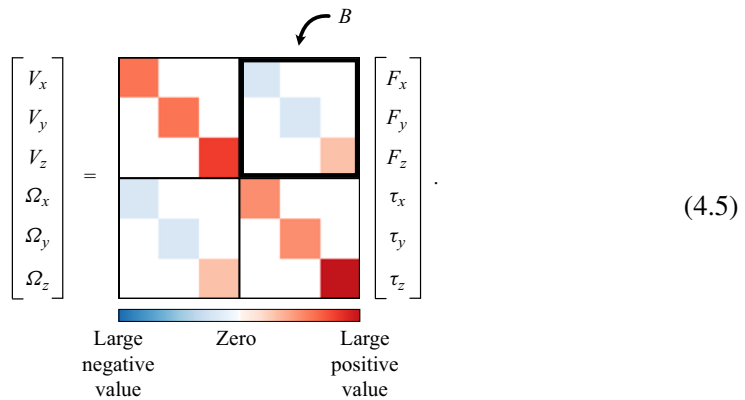 B
V_x
V_y
V_z
Ω_x
Ω_y
Ω_z
=
F_x
F_y
F_z
τ_x
τ_y
τ_z
.
(4.5)
Large negative value
Zero
Large positive value